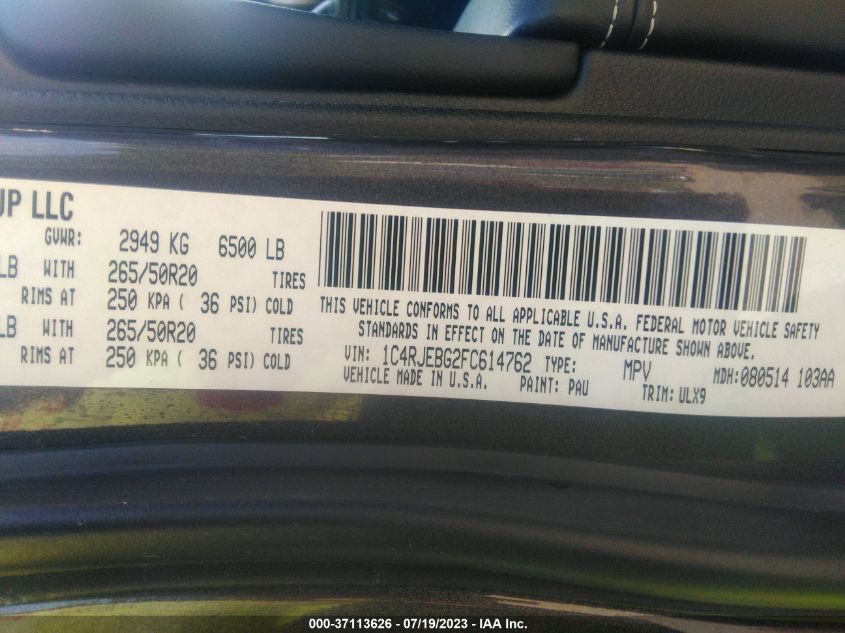 UP LLC
GVWR: 2949 KG 6500 LB
LB WITH 265/50R20 TIRES
RIMS AT 250 KPA ( 36 PSI) COLD
LB WITH 265/50R20 TIRES
RIMS AT 250 KPA ( 36 PSI) COLD
THIS VEHICLE CONFORMS TO ALL APPLICABLE U.S.A. FEDERAL MOTOR VEHICLE SAFETY
STANDARDS IN EFFECT ON THE DATE OF MANUFACTURE SHOWN ABOVE.
VIN: 1C4RJEBG2FC614762 TYPE: MPV MDH:080514 103AA
VEHICLE MADE IN U.S.A. PAINT: PAU TRIM:ULX9
000-37113626 - 07/19/2023 - IAA Inc.